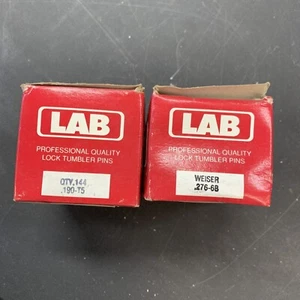 LAB
PROFESSIONAL QUALITY
LOCK TUMBLER PINS
QTY.144
.190-T5
LAB
PROFESSIONAL QUALITY
LOCK TUMBLER PINS
WEISER
.276-6B